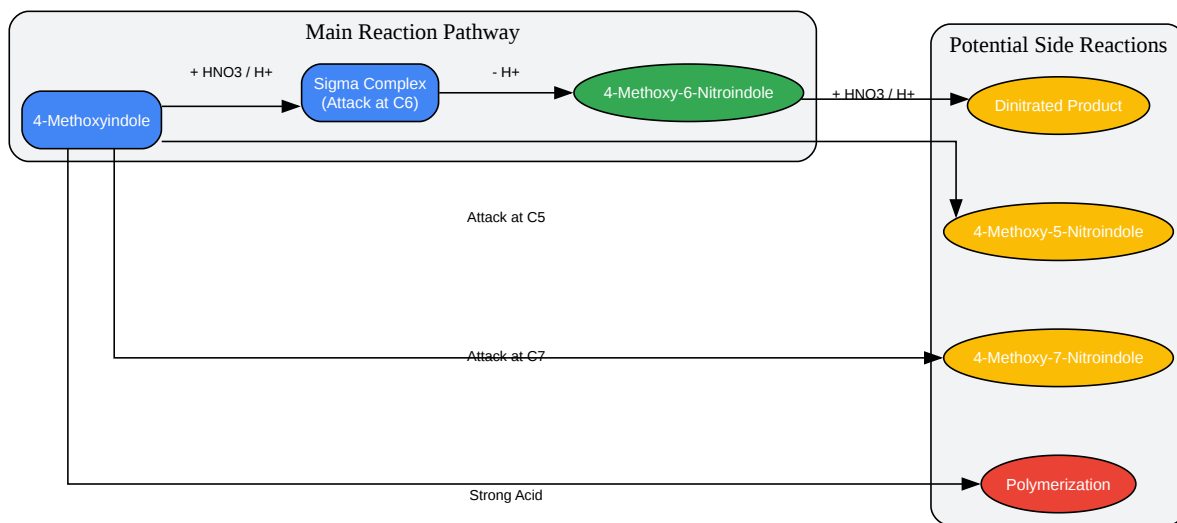 Main Reaction Pathway
Potential Side Reactions
+ HNO3 / H+
Sigma Complex
(Attack at C6)
- H+
4-Methoxyindole
4-Methoxy-6-Nitroindole
+ HNO3 / H+
Dinitrated Product
Attack at C5
4-Methoxy-5-Nitroindole
Attack at C7
4-Methoxy-7-Nitroindole
Strong Acid
Polymerization